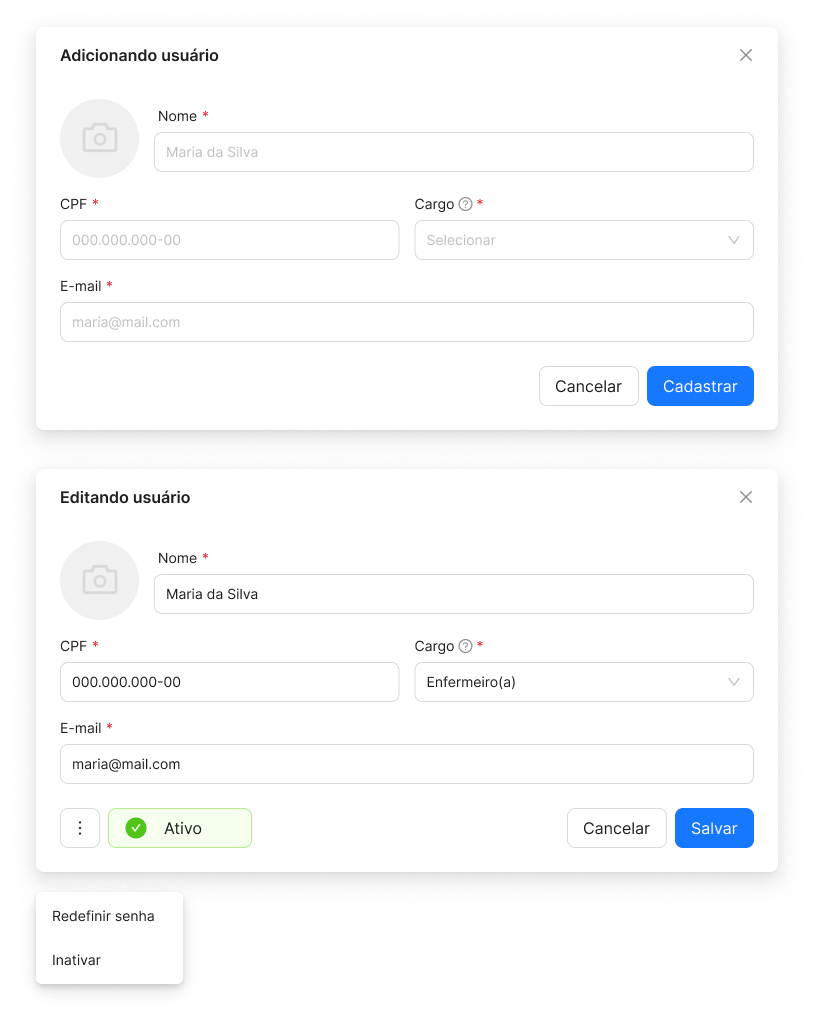 Adicionando usuário
Nome *
Maria da Silva
CPF *
Cargo ? *
000.000.000-00
Selecionar
E-mail *
maria@mail.com
Cancelar
Cadastrar
Editando usuário
Nome *
Maria da Silva
CPF *
Cargo ? *
000.000.000-00
Enfermeiro(a)
E-mail *
maria@mail.com
Ativo
Cancelar
Salvar
Redefinir senha
Inativar